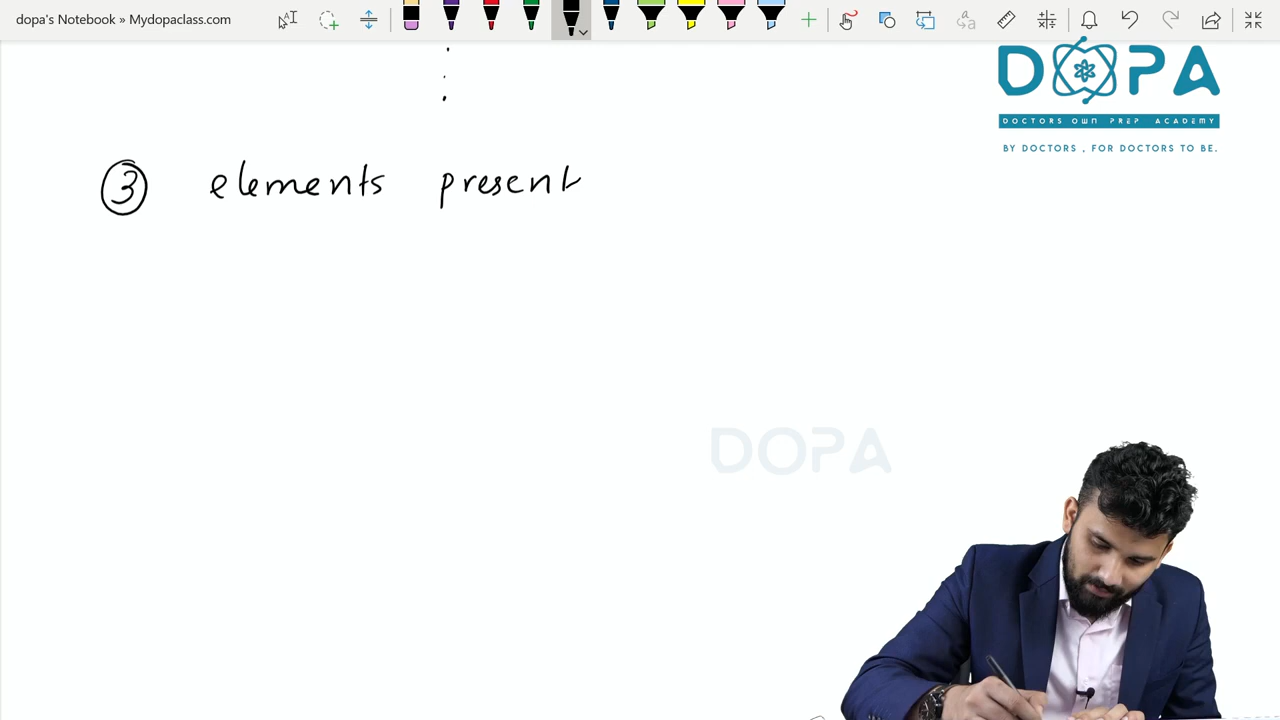 dopa's Notebook » Mydopaclass.com
DOPA
DOCTORS OWN PREP ACADEMY
BY DOCTORS , FOR DOCTORS TO BE.
3 elements present
DOPA